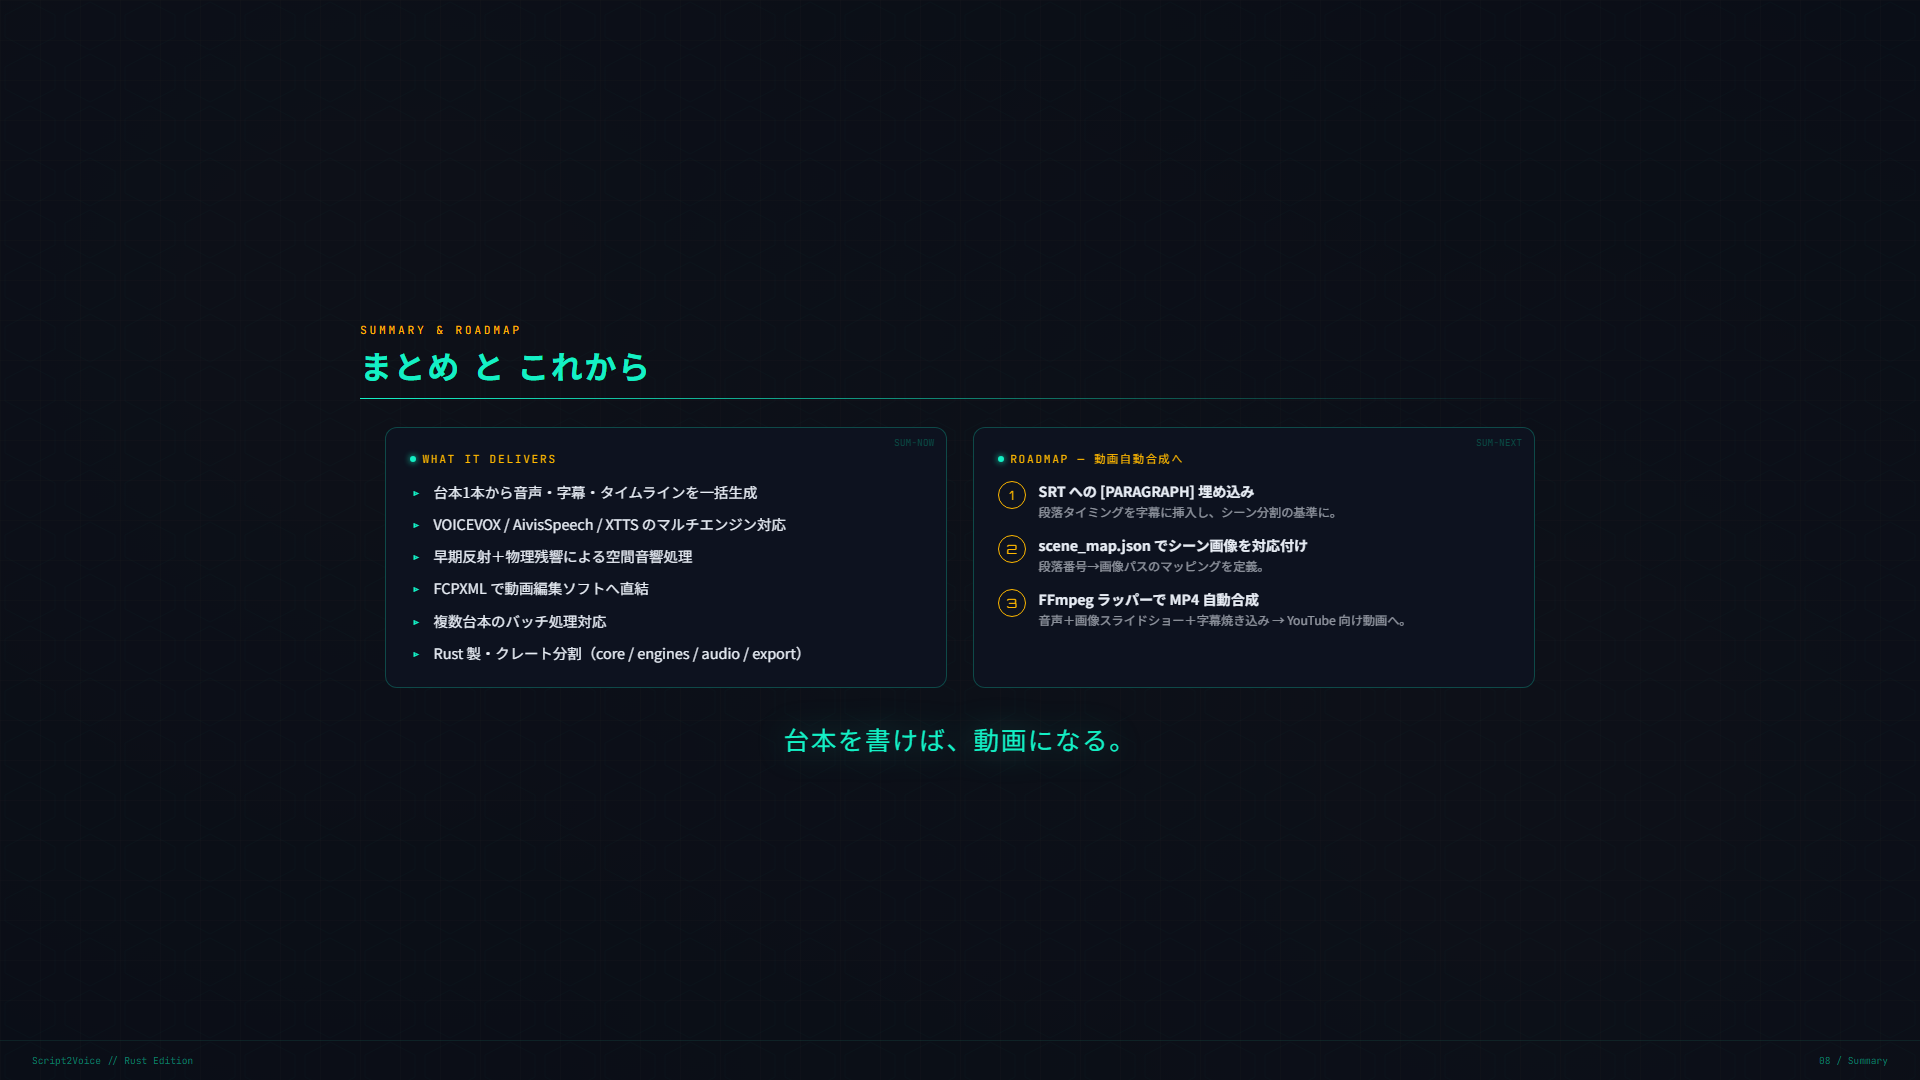 SUMMARY & ROADMAP
まとめ と これから
SUM-NOW
WHAT IT DELIVERS
台本1本から音声・字幕・タイムラインを一括生成
VOICEVOX / AivisSpeech / XTTS のマルチエンジン対応
早期反射＋物理残響による空間音響処理
FCPXML で動画編集ソフトへ直結
複数台本のバッチ処理対応
Rust 製・クレート分割（core / engines / audio / export）
SUM-NEXT
ROADMAP — 動画自動合成へ
1
SRT への [PARAGRAPH] 埋め込み
段落タイミングを字幕に挿入し、シーン分割の基準に。
2
scene_map.json でシーン画像を対応付け
段落番号→画像パスのマッピングを定義。
3
FFmpeg ラッパーで MP4 自動合成
音声＋画像スライドショー＋字幕焼き込み → YouTube 向け動画へ。
台本を書けば、動画になる。
Script2Voice // Rust Edition
08 / Summary